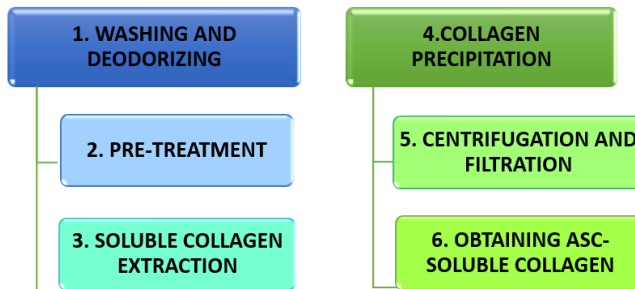 1. WASHING AND
DEODORIZING
2. PRE-TREATMENT
3. SOLUBLE COLLAGEN
EXTRACTION
4.COLLAGEN
PRECIPITATION
5. CENTRIFUGATION AND
FILTRATION
6. OBTAINING ASC-
SOLUBLE COLLAGEN